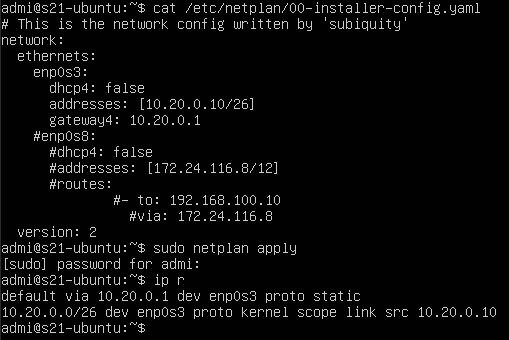 admi@s21-ubuntu:~$ cat /etc/netplan/00-installer-config.yaml
# This is the network config written by 'subiquity'
network:
  ethernets:
    enp0s3:
      dhcp4: false
      addresses: [10.20.0.10/26]
      gateway4: 10.20.0.1
    #enp0s8:
      #dhcp4: false
      #addresses: [172.24.116.8/12]
      #routes:
              #- to: 192.168.100.10
                #via: 172.24.116.8
  version: 2
admi@s21-ubuntu:~$ sudo netplan apply
[sudo] password for admi:
admi@s21-ubuntu:~$ ip r
default via 10.20.0.1 dev enp0s3 proto static
10.20.0.0/26 dev enp0s3 proto kernel scope link src 10.20.0.10
admi@s21-ubuntu:~$